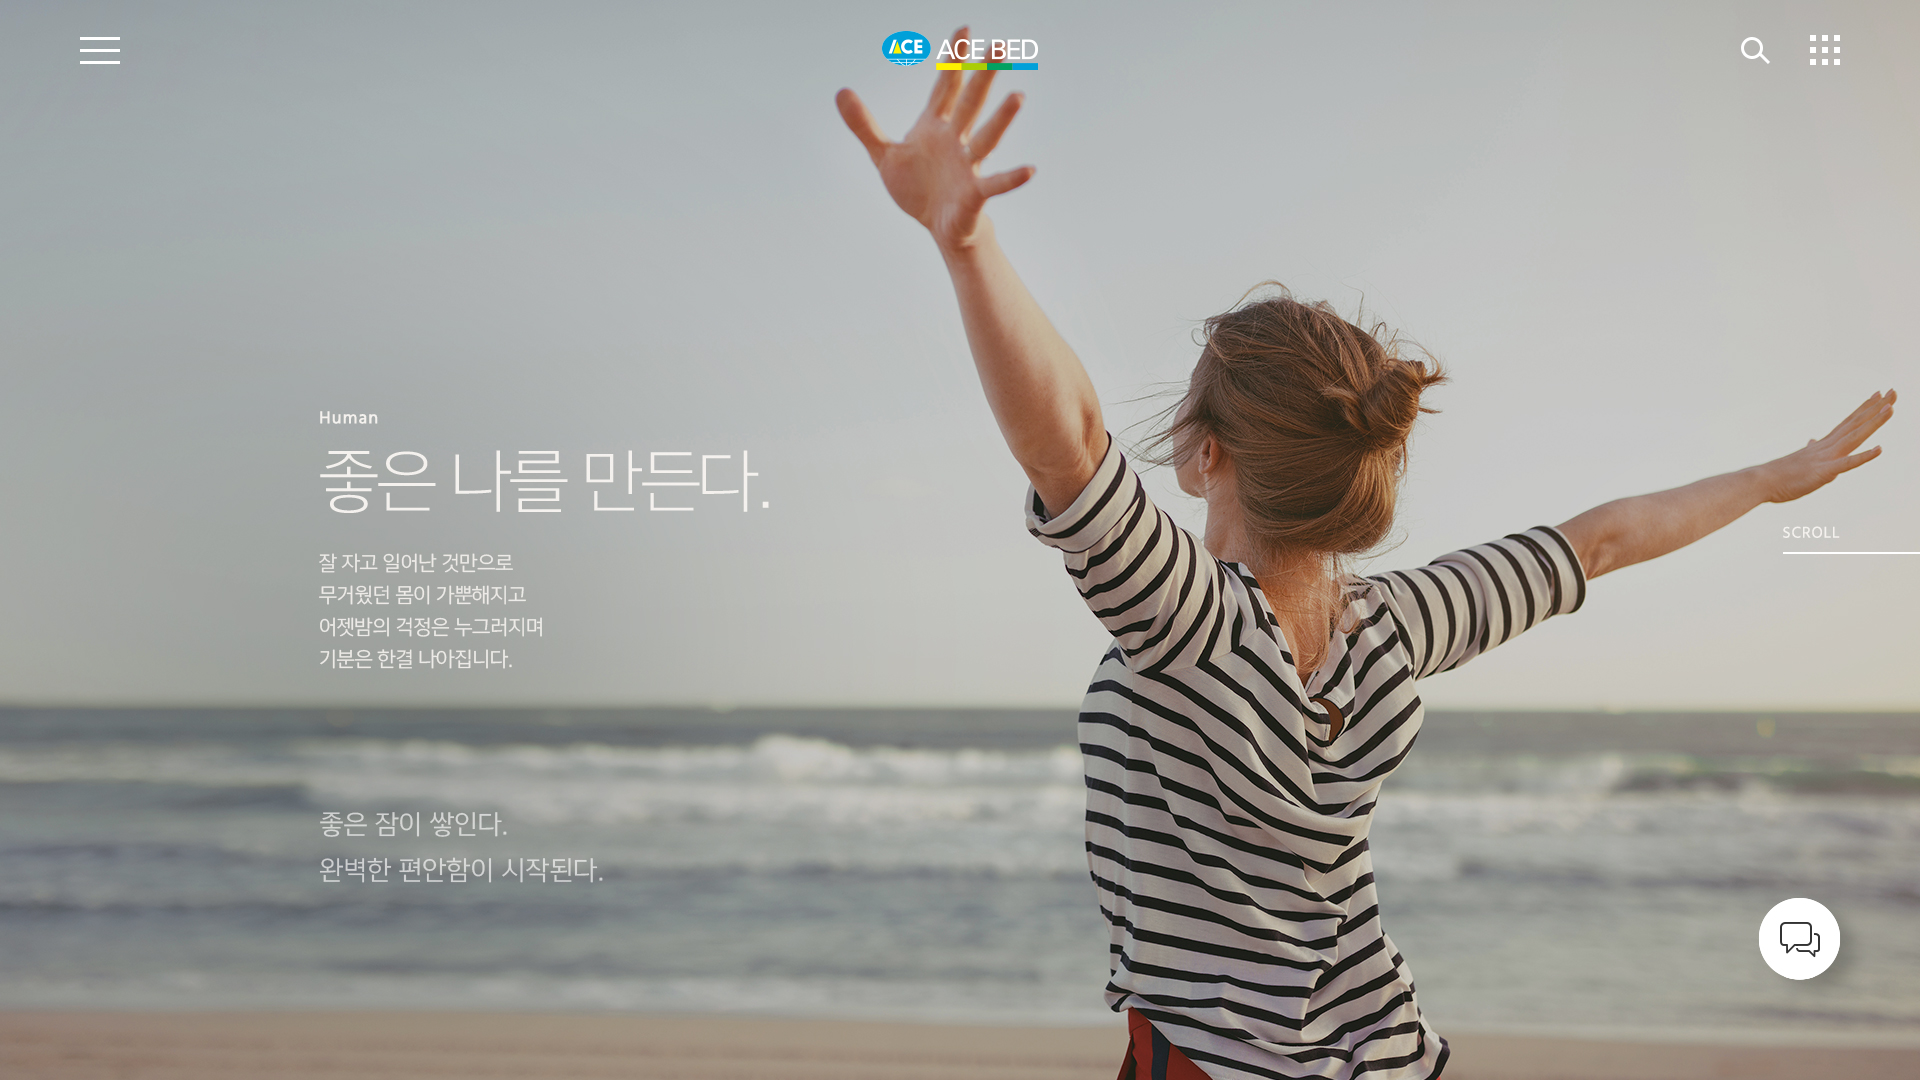 ACE ACE BED
Human
좋은 나를 만든다.
잘 자고 일어난 것만으로
무거웠던 몸이 가뿐해지고
어젯밤의 걱정은 누그러지며
기분은 한결 나아집니다.
SCROLL
좋은 잠이 쌓인다.
완벽한 편안함이 시작된다.